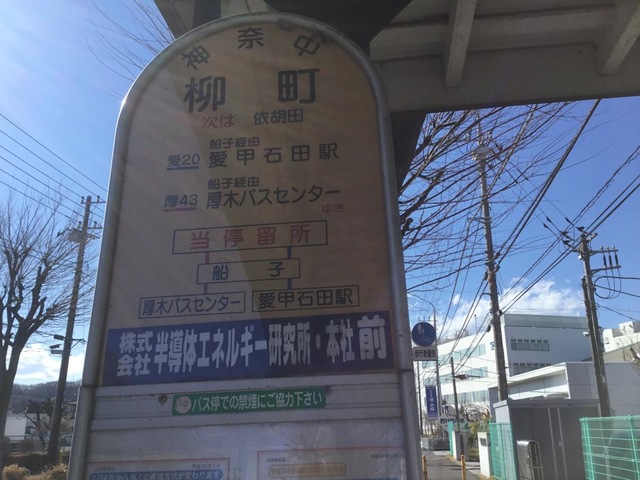 神奈中
柳町
次は 依胡田
船子経由
愛20 愛甲石田駅
船子経由
厚43 厚木バスセンター
ゆき
当停留所
船子
厚木バスセンター 愛甲石田駅
株式会社 半導体エネルギー研究所・本社前
バス停での禁煙にご協力下さい